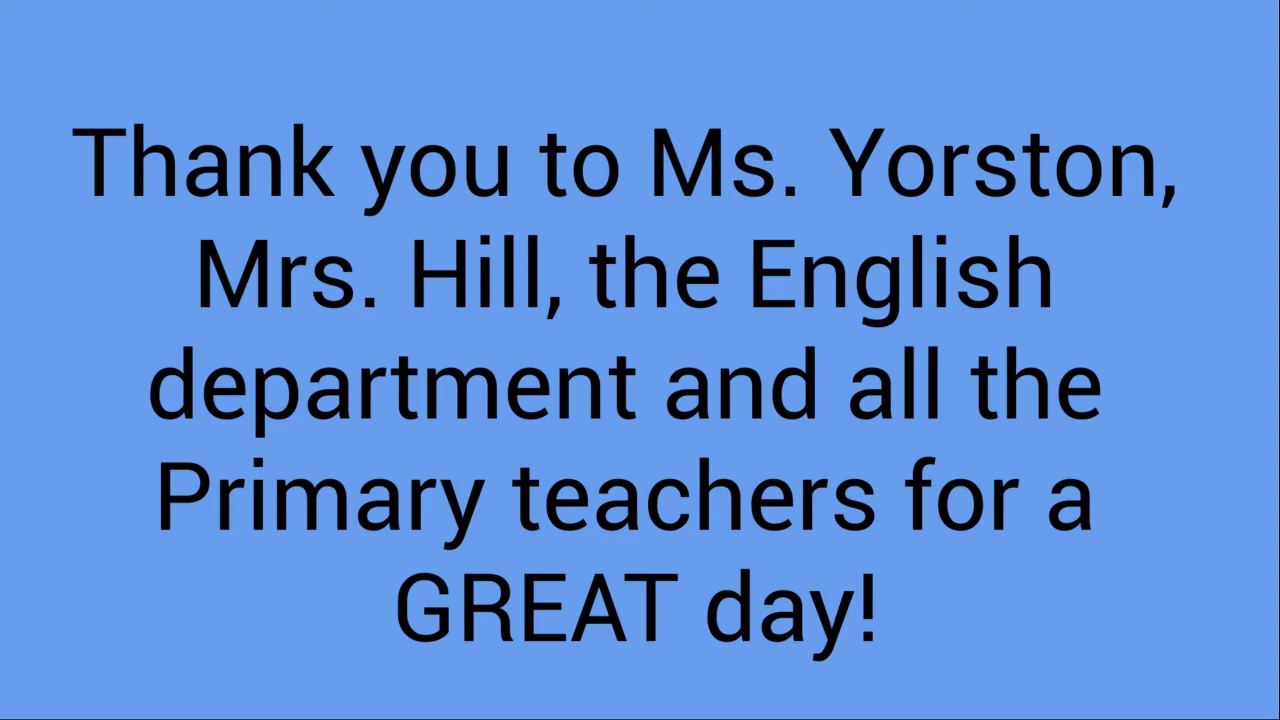 Thank you to Ms. Yorston,
Mrs. Hill, the English
department and all the
Primary teachers for a
GREAT day!